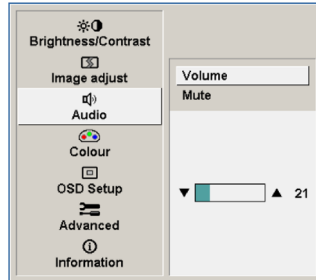 Brightness/Contrast
Image adjust
Audio
Colour
OSD Setup
Advanced
Information
Volume
Mute
21